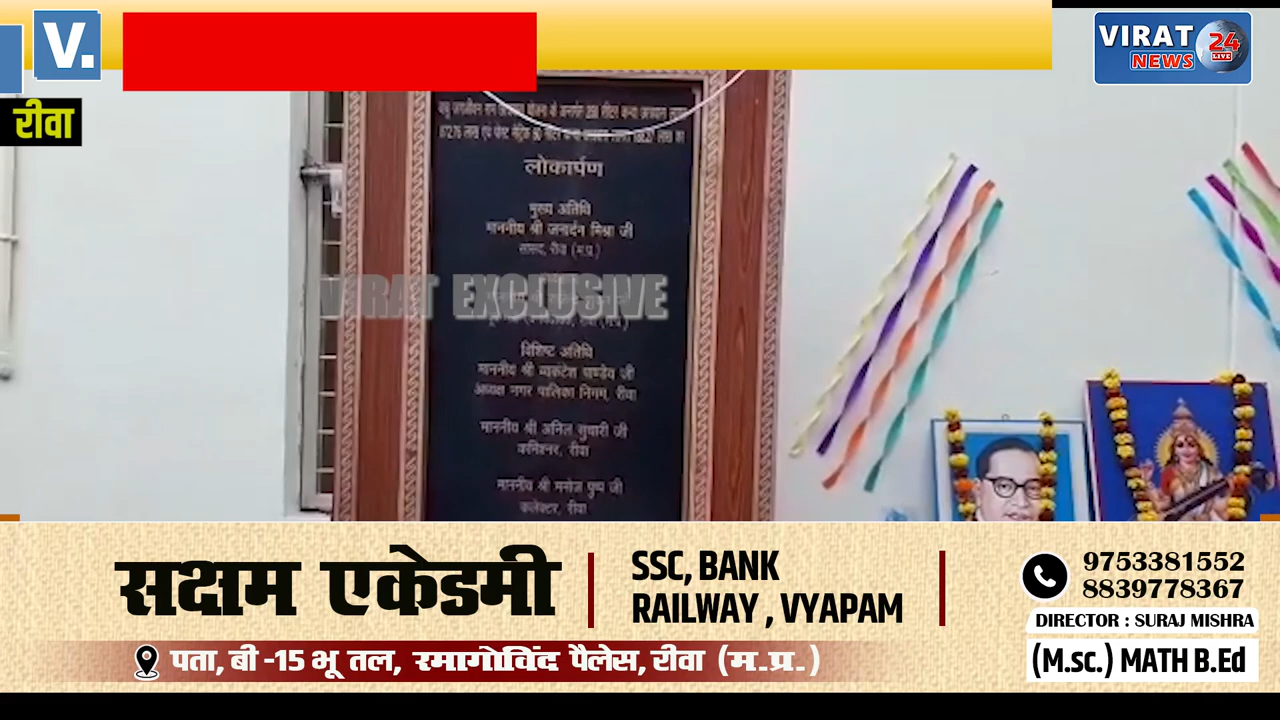 V.
VIRAT 24
NEWS LIVE
रीवा
लोकार्पण
मुख्य अतिथि
माननीय श्री जनार्दन मिश्रा जी
सांसद, रीवा (म.प्र.)
VIRAT EXCLUSIVE
विशिष्ट अतिथि
माननीय श्री व्यंकटेश पाण्डेय जी
अध्यक्ष नगर पालिक निगम, रीवा
माननीय श्री अनिल सुचारी जी
कमिश्नर, रीवा
माननीय श्री मनोज पुष्प जी
कलेक्टर, रीवा
सक्षम एकेडमी
SSC, BANK
RAILWAY , VYAPAM
9753381552
8839778367
DIRECTOR : SURAJ MISHRA
(M.sc.) MATH B.Ed
पता, बी -15 भू तल, रमागोविंद पैलेस, रीवा (म.प्र.)